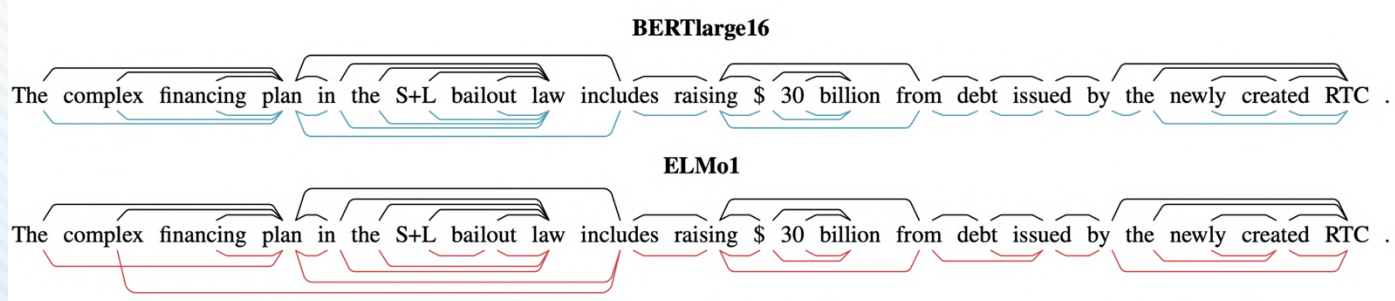 BERTlarge16
The complex financing plan in the S+L bailout law includes raising $ 30 billion from debt issued by the newly created RTC .
ELMo1
The complex financing plan in the S+L bailout law includes raising $ 30 billion from debt issued by the newly created RTC .